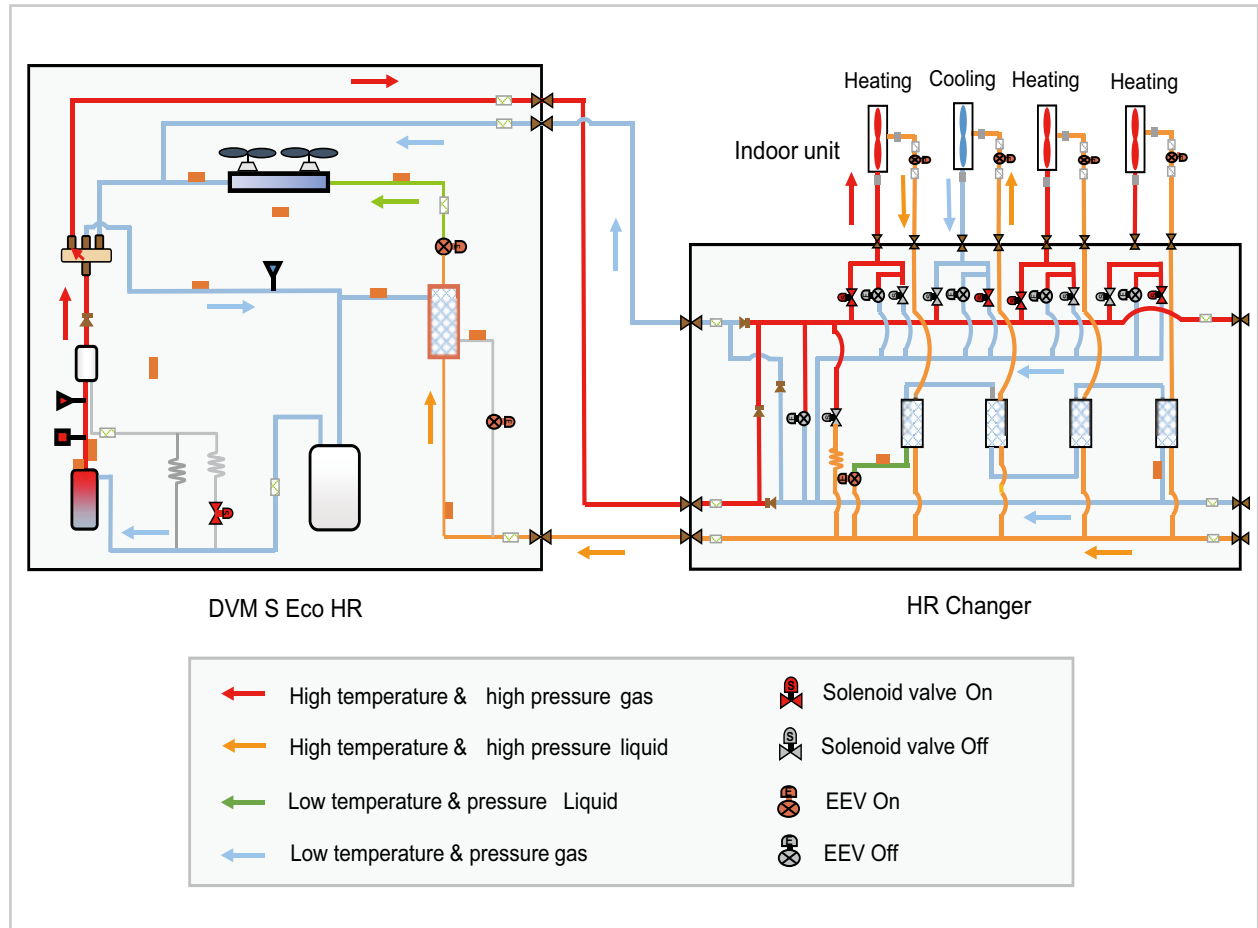 Heating Cooling Heating Heating
Indoor unit
DVM S Eco HR
HR Changer
High temperature & high pressure gas
High temperature & high pressure liquid
Low temperature & pressure Liquid
Low temperature & pressure gas
S Solenoid valve On
S Solenoid valve Off
E EEV On
E EEV Off